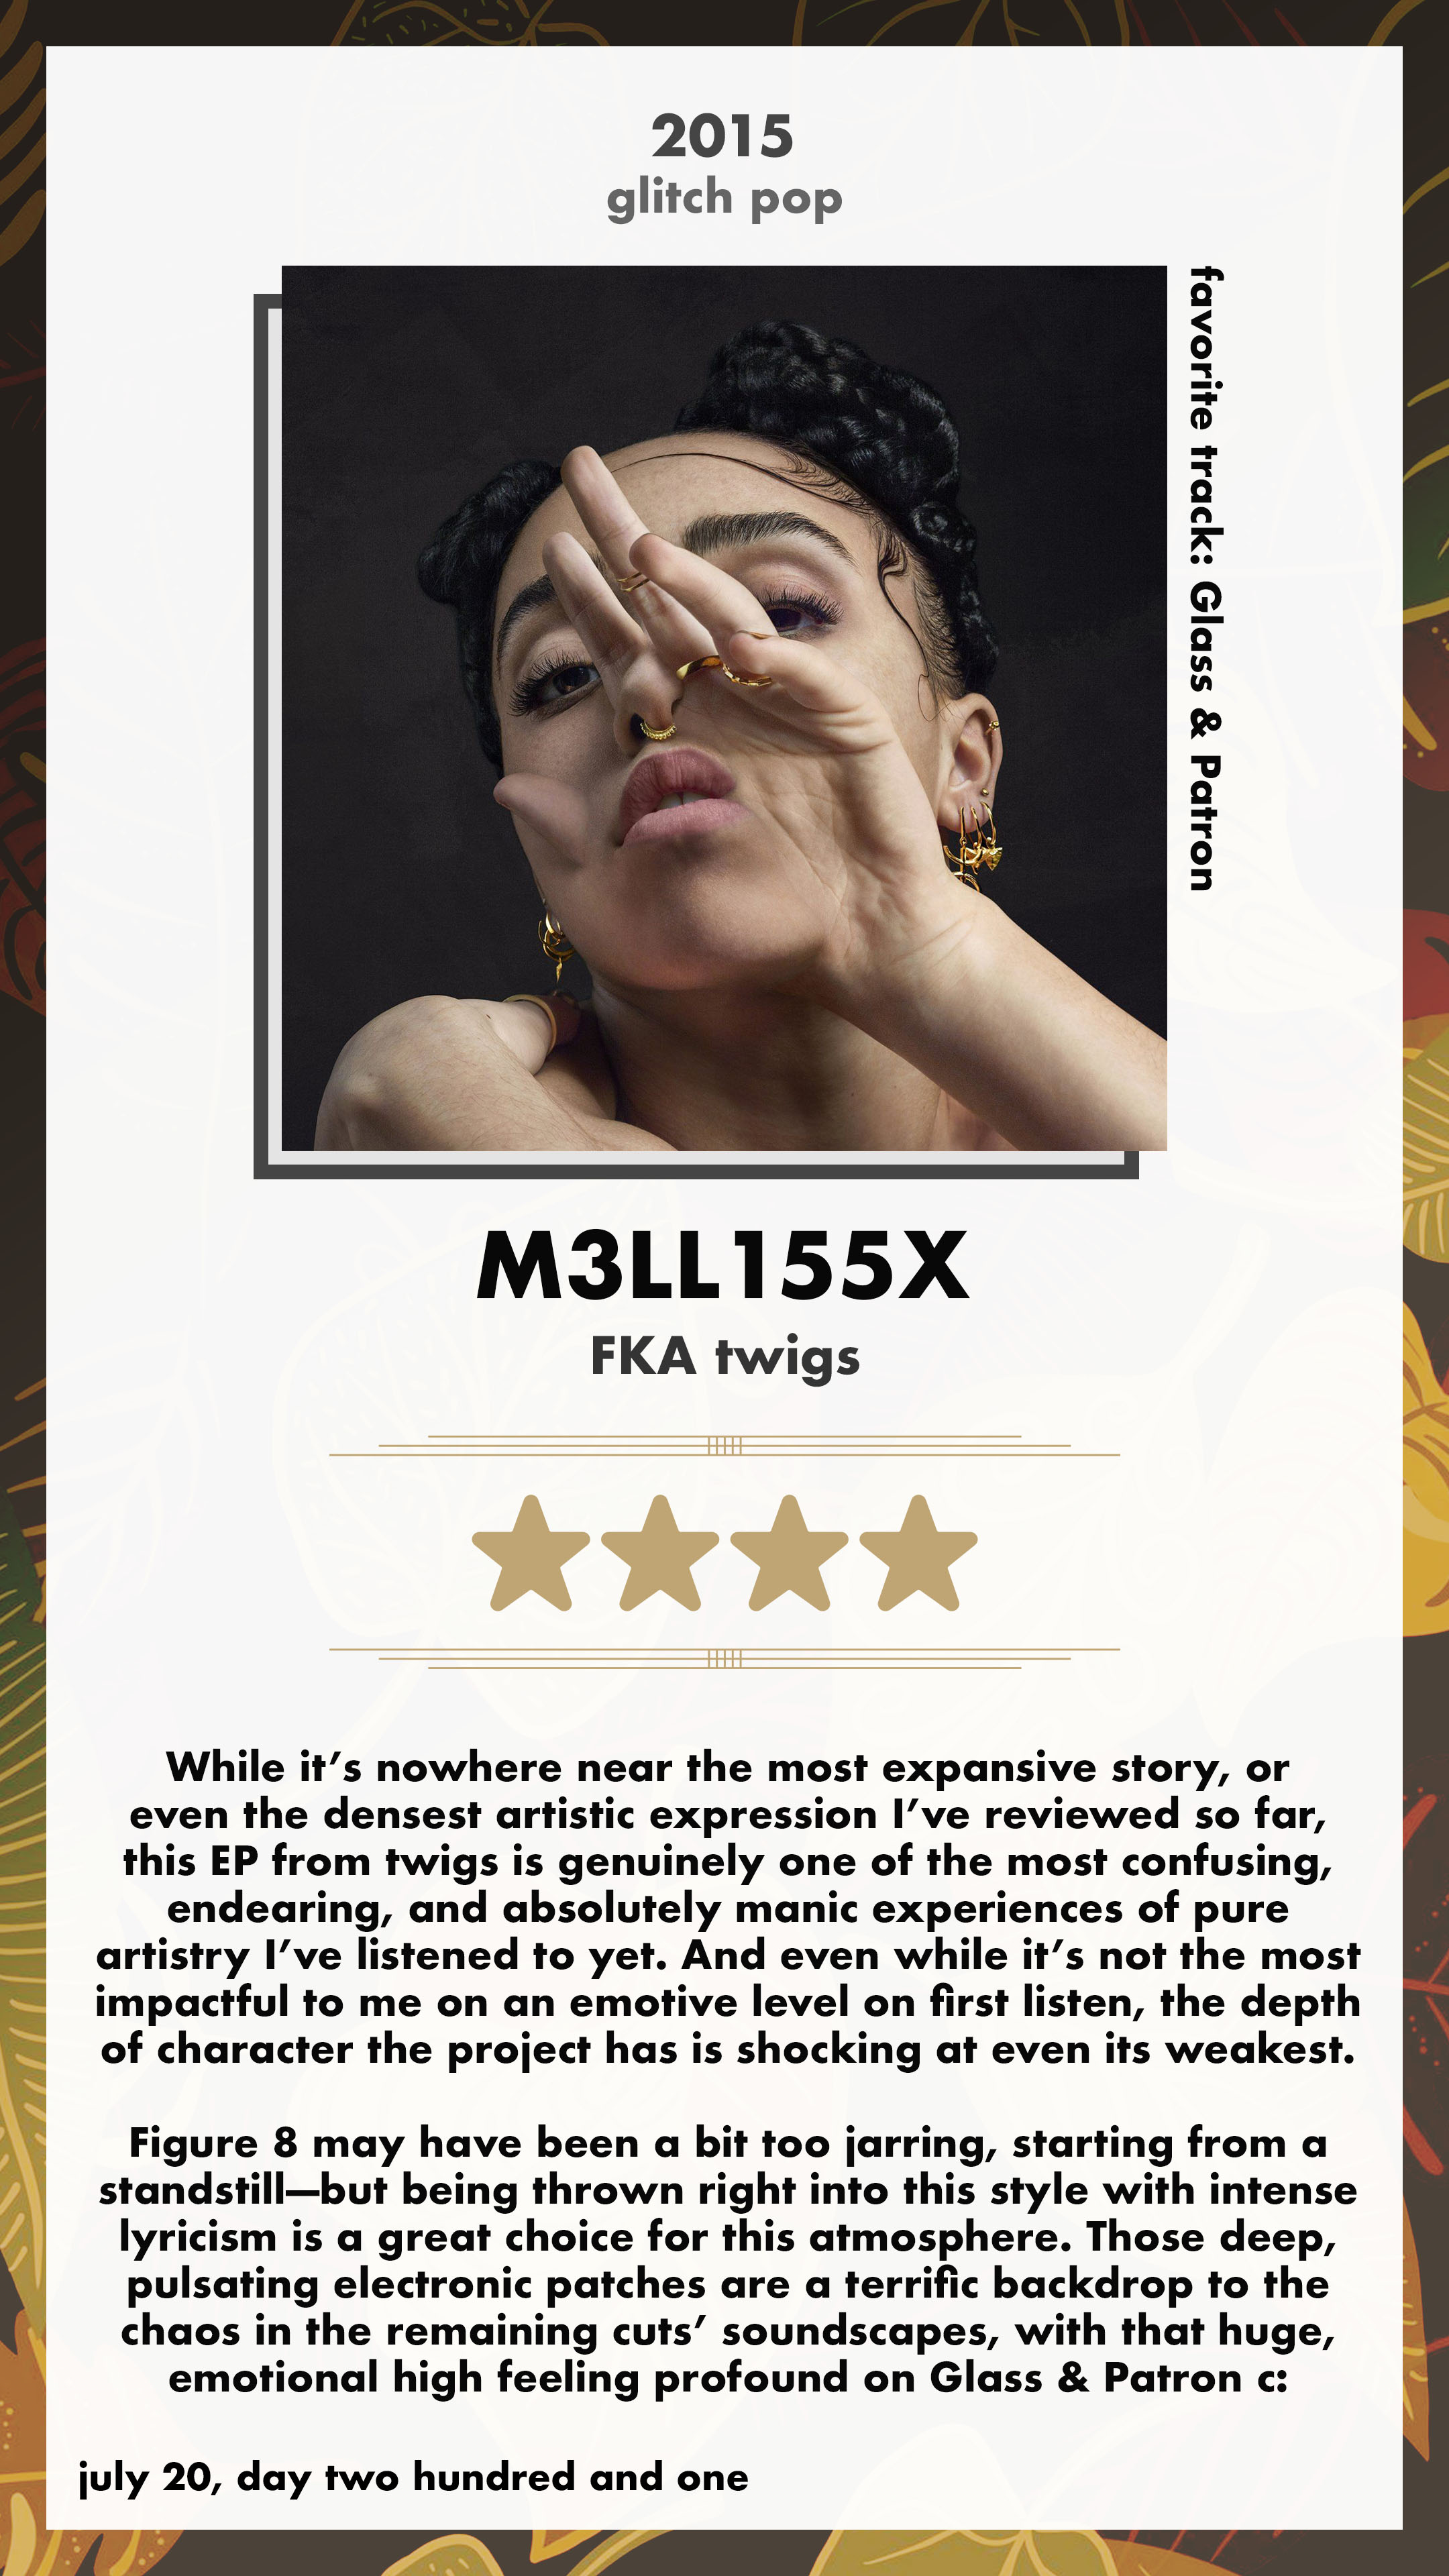 2015
glitch pop
favorite track: Glass & Patron
M3LL155X
FKA twigs
While it’s nowhere near the most expansive story, or
even the densest artistic expression I’ve reviewed so far,
this EP from twigs is genuinely one of the most confusing,
endearing, and absolutely manic experiences of pure
artistry I’ve listened to yet. And even while it’s not the most
impactful to me on an emotive level on first listen, the depth
of character the project has is shocking at even its weakest.
Figure 8 may have been a bit too jarring, starting from a
standstill—but being thrown right into this style with intense
lyricism is a great choice for this atmosphere. Those deep,
pulsating electronic patches are a terrific backdrop to the
chaos in the remaining cuts’ soundscapes, with that huge,
emotional high feeling profound on Glass & Patron c:
july 20, day two hundred and one